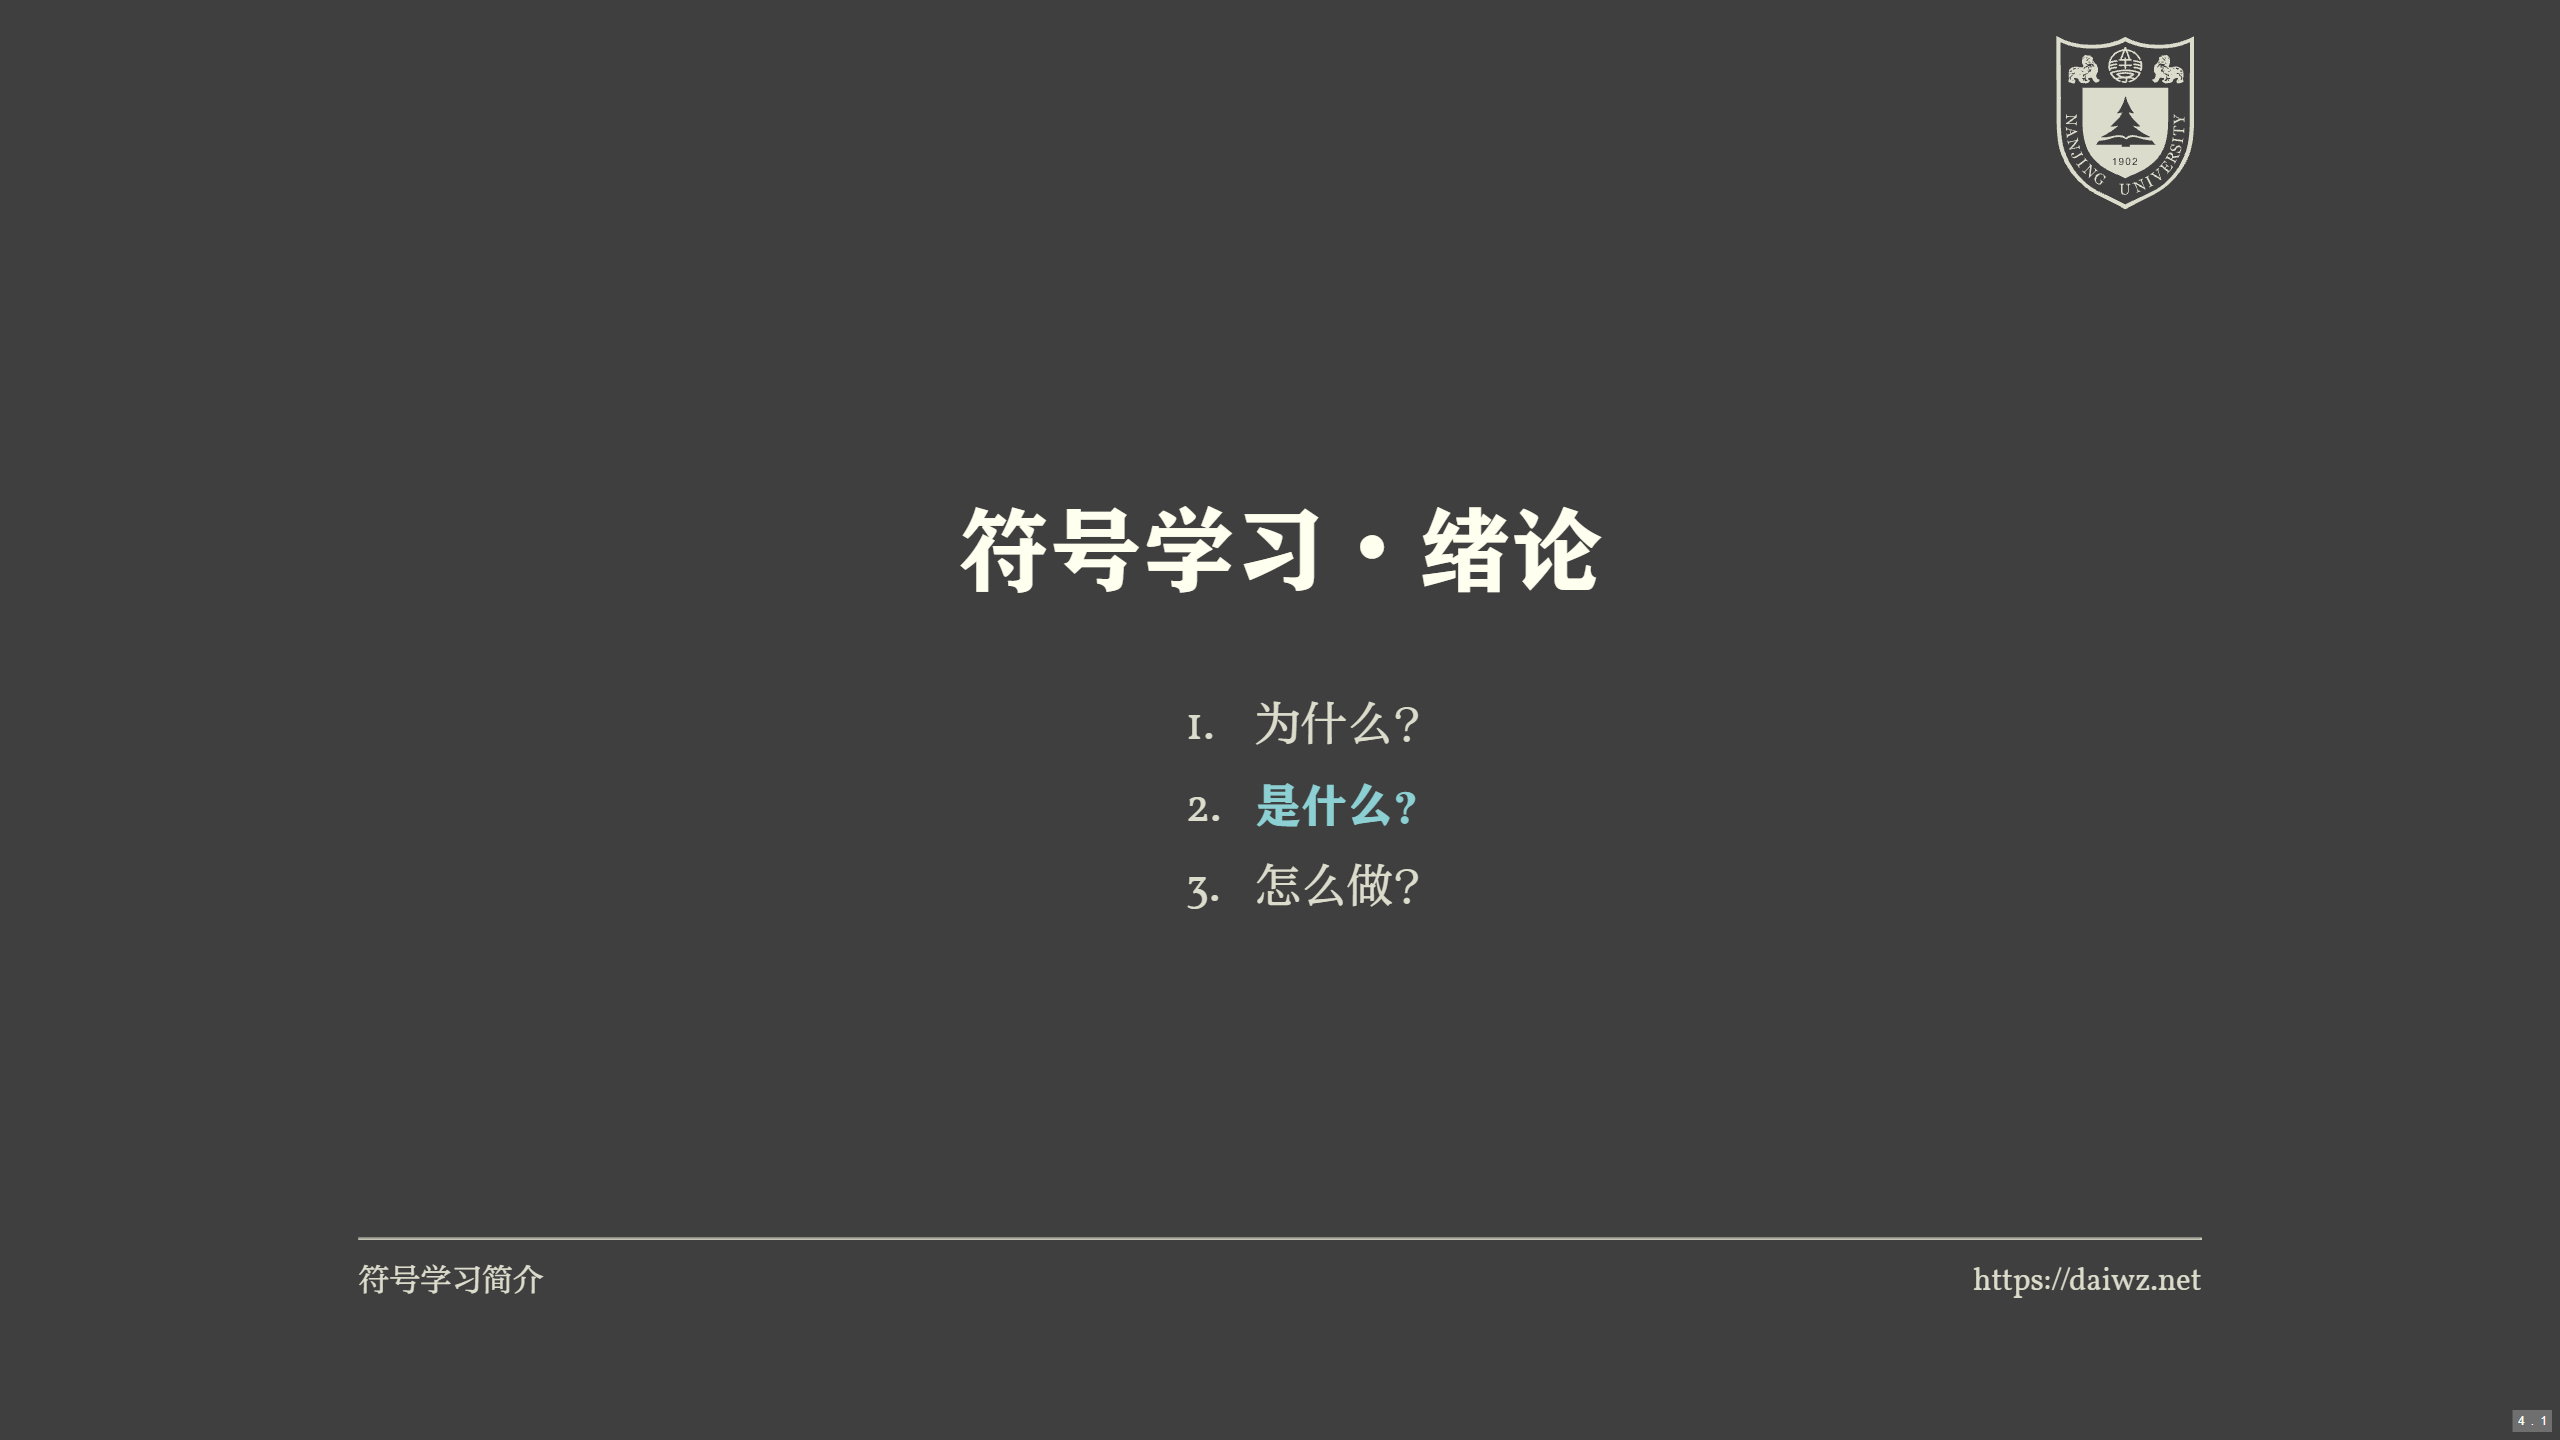 NANJING UNIVERSITY
1902
符号学习·绪论
1. 为什么?
2. 是什么?
3. 怎么做?
符号学习简介
https://daiwz.net
4 . 1